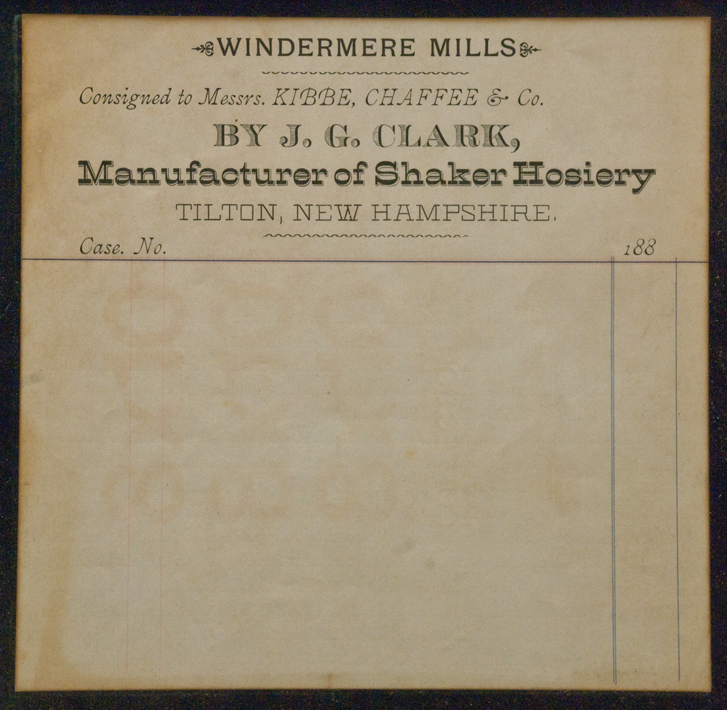 WINDERMERE MILLS
Consigned to Messrs. KIBBE, CHAFFEE & Co.
BY J. G. CLARK,
Manufacturer of Shaker Hosiery
TILTON, NEW HAMPSHIRE.
Case. No. 188